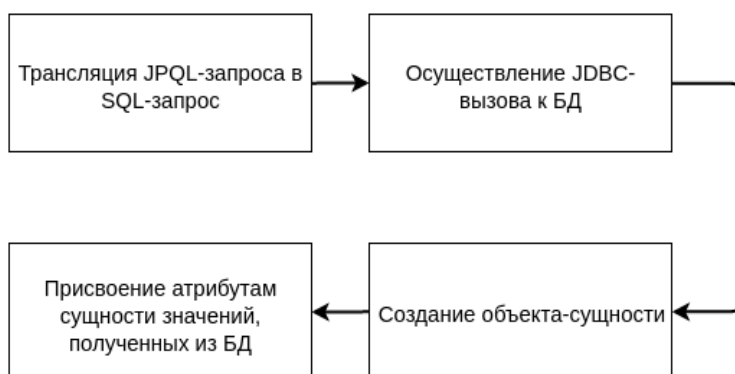 Трансляция JPQL-запроса в
SQL-запрос
Осуществление JDBC-
вызова к БД
Присвоение атрибутам
сущности значений,
полученных из БД
Создание объекта-сущности